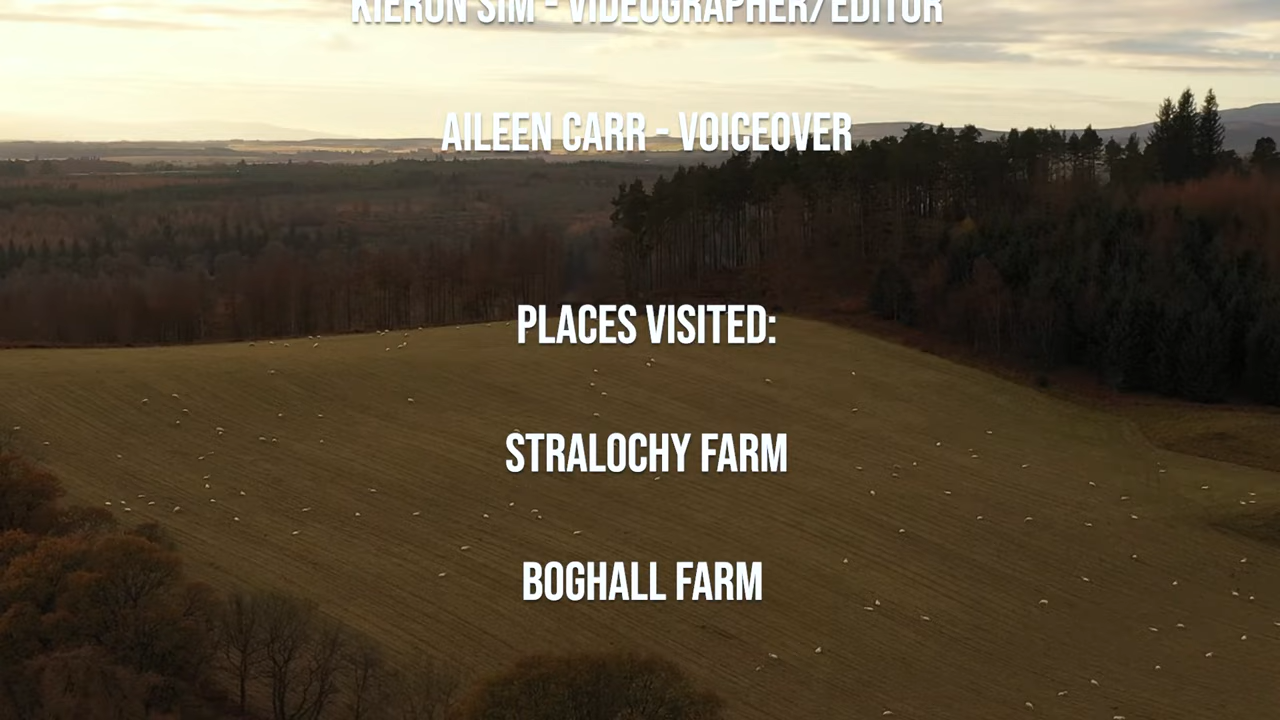 KIERON SIM - VIDEOGRAPHER/EDITOR
AILEEN CARR - VOICEOVER
PLACES VISITED:
STRALOCHY FARM
BOGHALL FARM